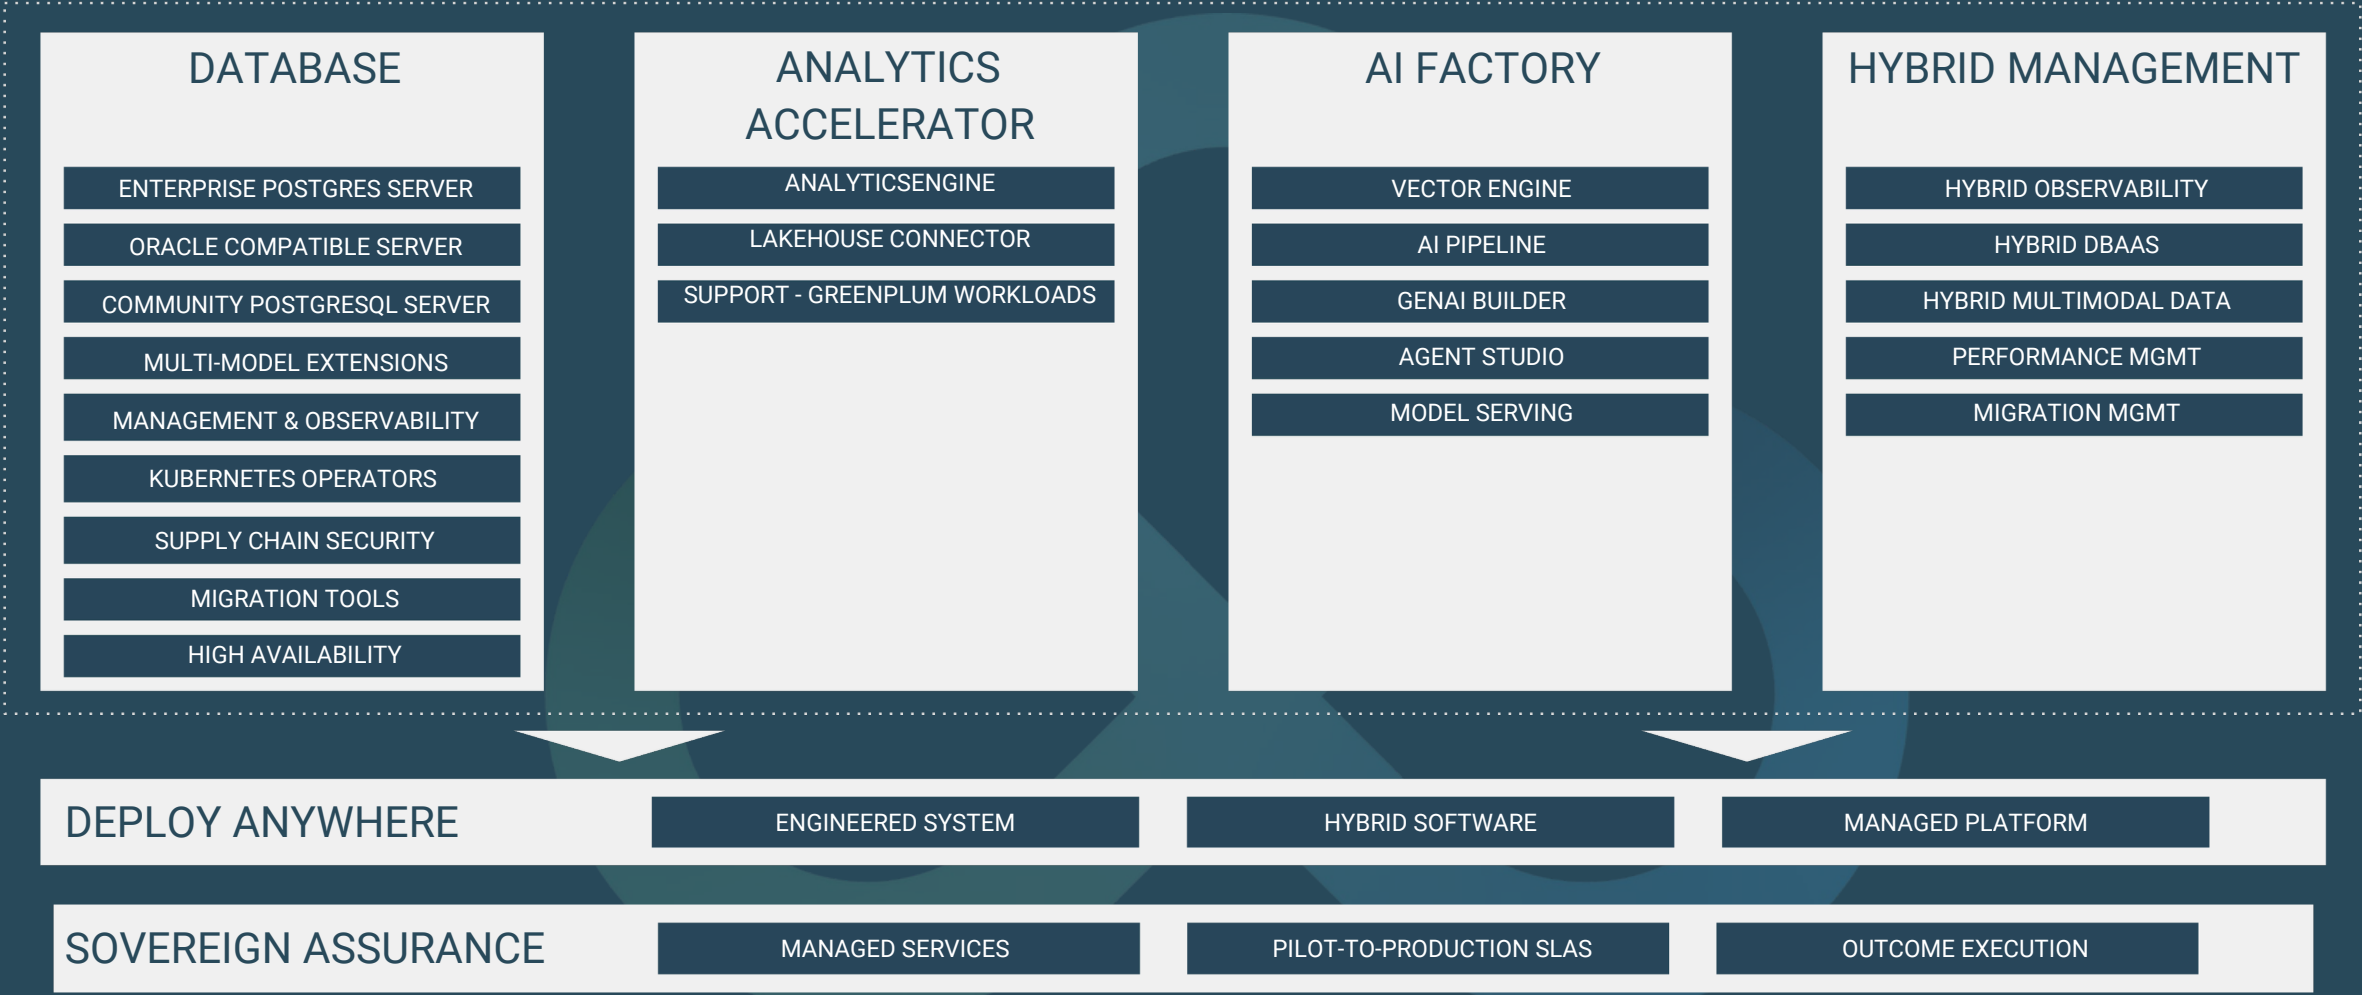 DATABASE
ENTERPRISE POSTGRES SERVER
ORACLE COMPATIBLE SERVER
COMMUNITY POSTGRESQL SERVER
MULTI-MODEL EXTENSIONS
MANAGEMENT & OBSERVABILITY
KUBERNETES OPERATORS
SUPPLY CHAIN SECURITY
MIGRATION TOOLS
HIGH AVAILABILITY
ANALYTICS
ACCELERATOR
ANALYTICSENGINE
LAKEHOUSE CONNECTOR
SUPPORT - GREENPLUM WORKLOADS
AI FACTORY
VECTOR ENGINE
AI PIPELINE
GENAI BUILDER
AGENT STUDIO
MODEL SERVING
HYBRID MANAGEMENT
HYBRID OBSERVABILITY
HYBRID DBAAS
HYBRID MULTIMODAL DATA
PERFORMANCE MGMT
MIGRATION MGMT
DEPLOY ANYWHERE
ENGINEERED SYSTEM
HYBRID SOFTWARE
MANAGED PLATFORM
SOVEREIGN ASSURANCE
MANAGED SERVICES
PILOT-TO-PRODUCTION SLAS
OUTCOME EXECUTION